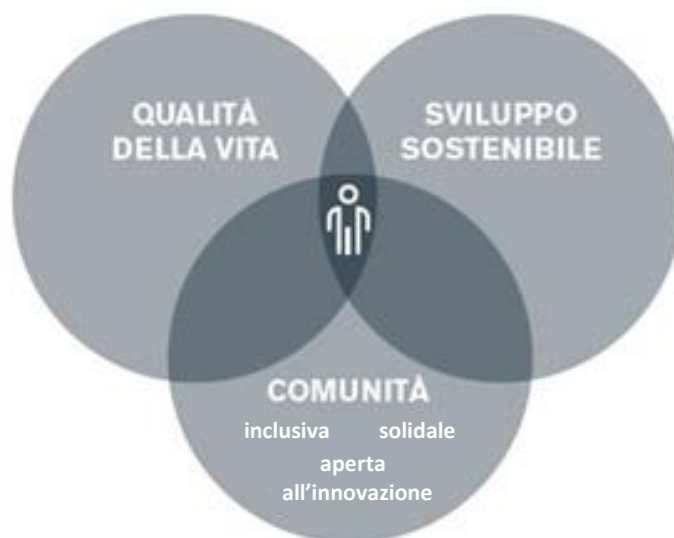 QUALITÀ
DELLA VITA
SVILUPPO
SOSTENIBILE
COMUNITÀ
inclusiva solidale
aperta
all’innovazione